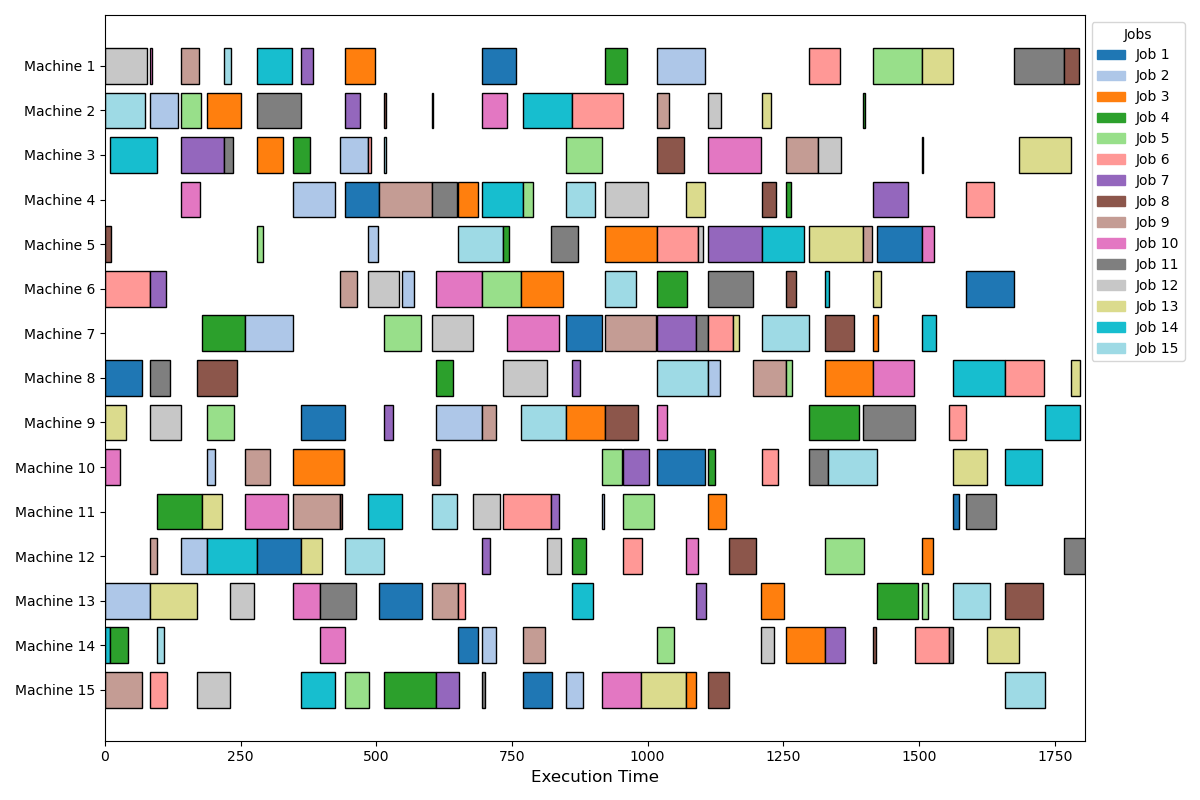 Machine 1
Machine 2
Machine 3
Machine 4
Machine 5
Machine 6
Machine 7
Machine 8
Machine 9
Machine 10
Machine 11
Machine 12
Machine 13
Machine 14
Machine 15
0 250 500 750 1000 1250 1500 1750
Execution Time
Jobs
Job 1
Job 2
Job 3
Job 4
Job 5
Job 6
Job 7
Job 8
Job 9
Job 10
Job 11
Job 12
Job 13
Job 14
Job 15